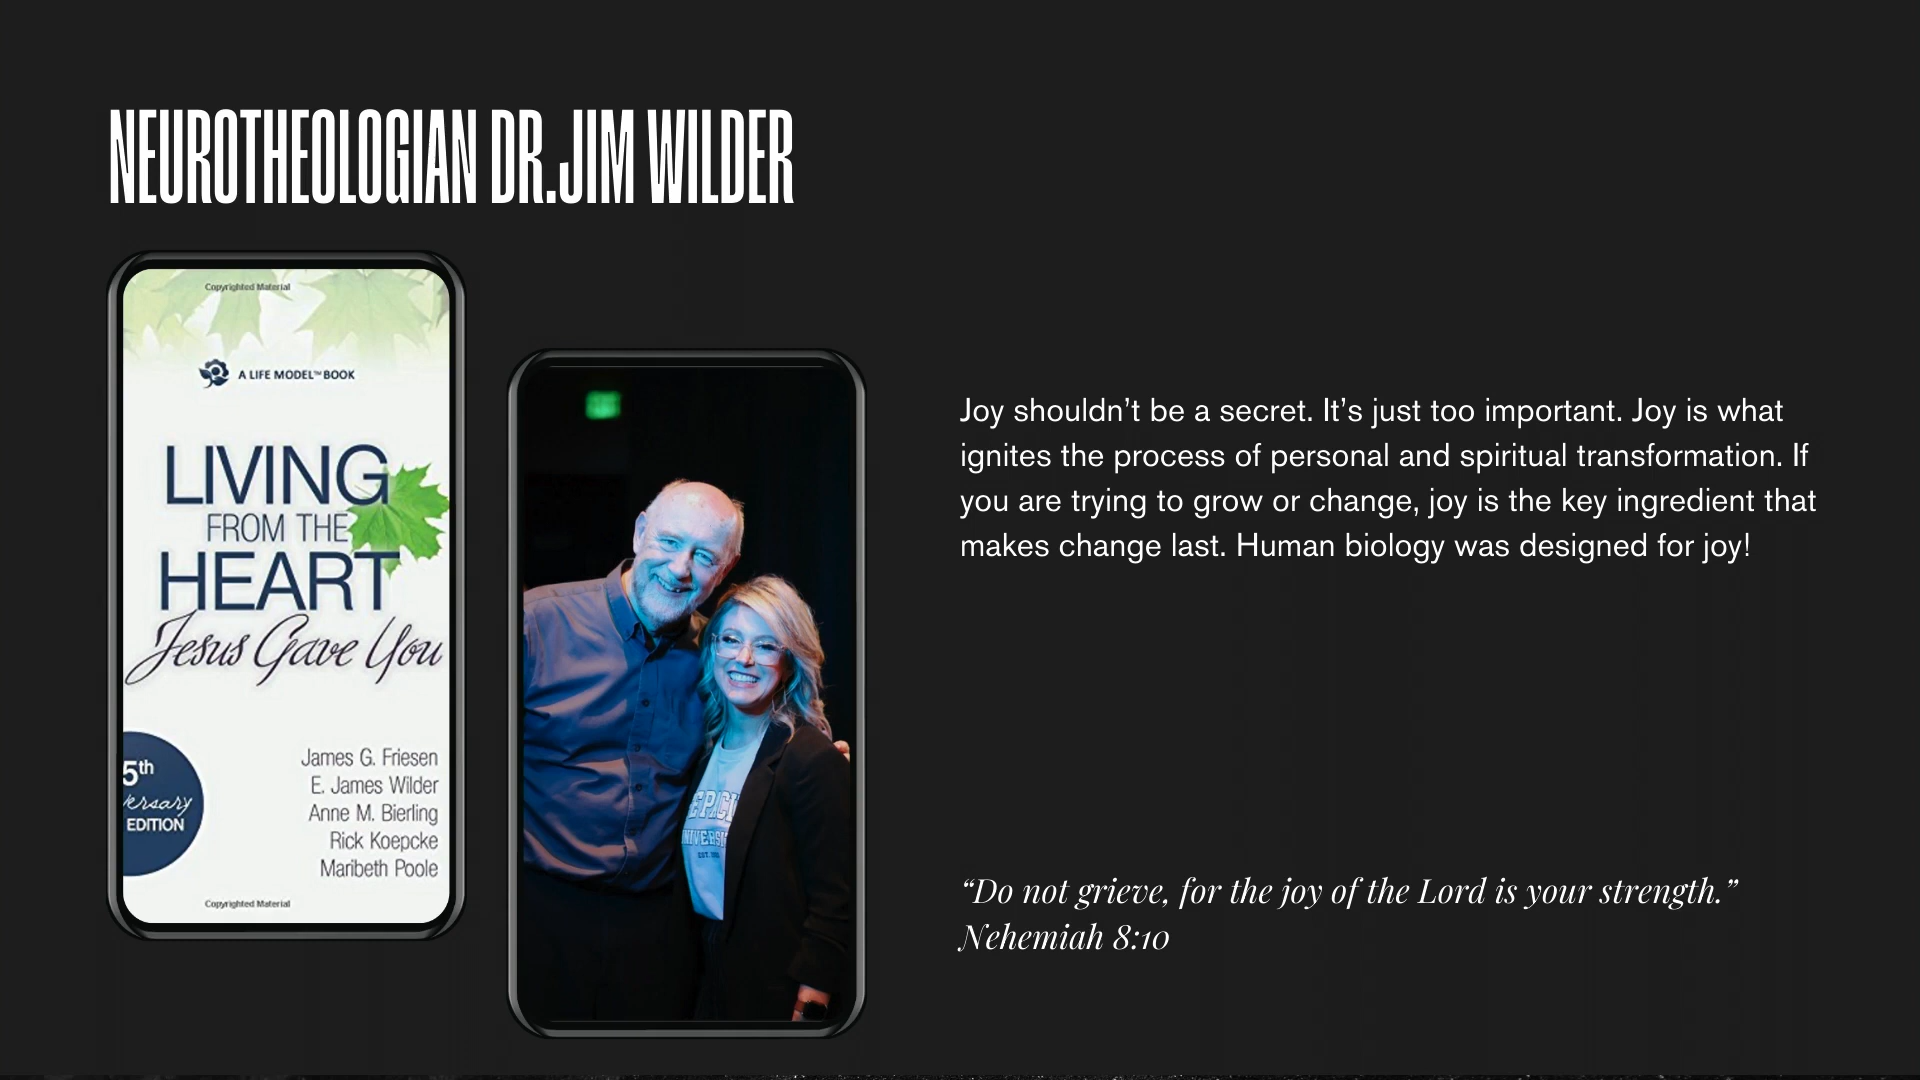 NEUROTHEOLOGIAN DR.JIM WILDER
Copyrighted Material
A LIFE MODEL™ BOOK
LIVING
FROM THE
HEART
Jesus Gave You
5th
ersary
EDITION
James G. Friesen
E. James Wilder
Anne M. Bierling
Rick Koepcke
Maribeth Poole
Copyrighted Material
EPIC
UNIVERSI
EST.
Joy shouldn’t be a secret. It’s just too important. Joy is what
ignites the process of personal and spiritual transformation. If
you are trying to grow or change, joy is the key ingredient that
makes change last. Human biology was designed for joy!
“Do not grieve, for the joy of the Lord is your strength.”
Nehemiah 8:10